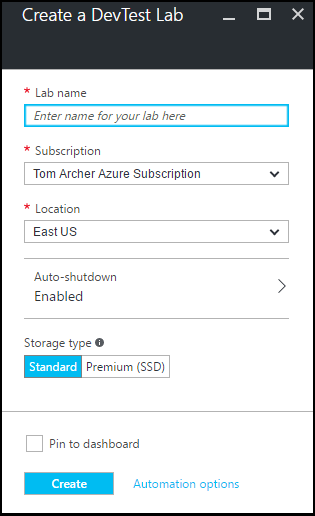 Create a DevTest Lab
* Lab name
Enter name for your lab here
* Subscription
Tom Archer Azure Subscription
* Location
East US
Auto-shutdown
Enabled
Storage type
Standard Premium (SSD)
Pin to dashboard
Create Automation options